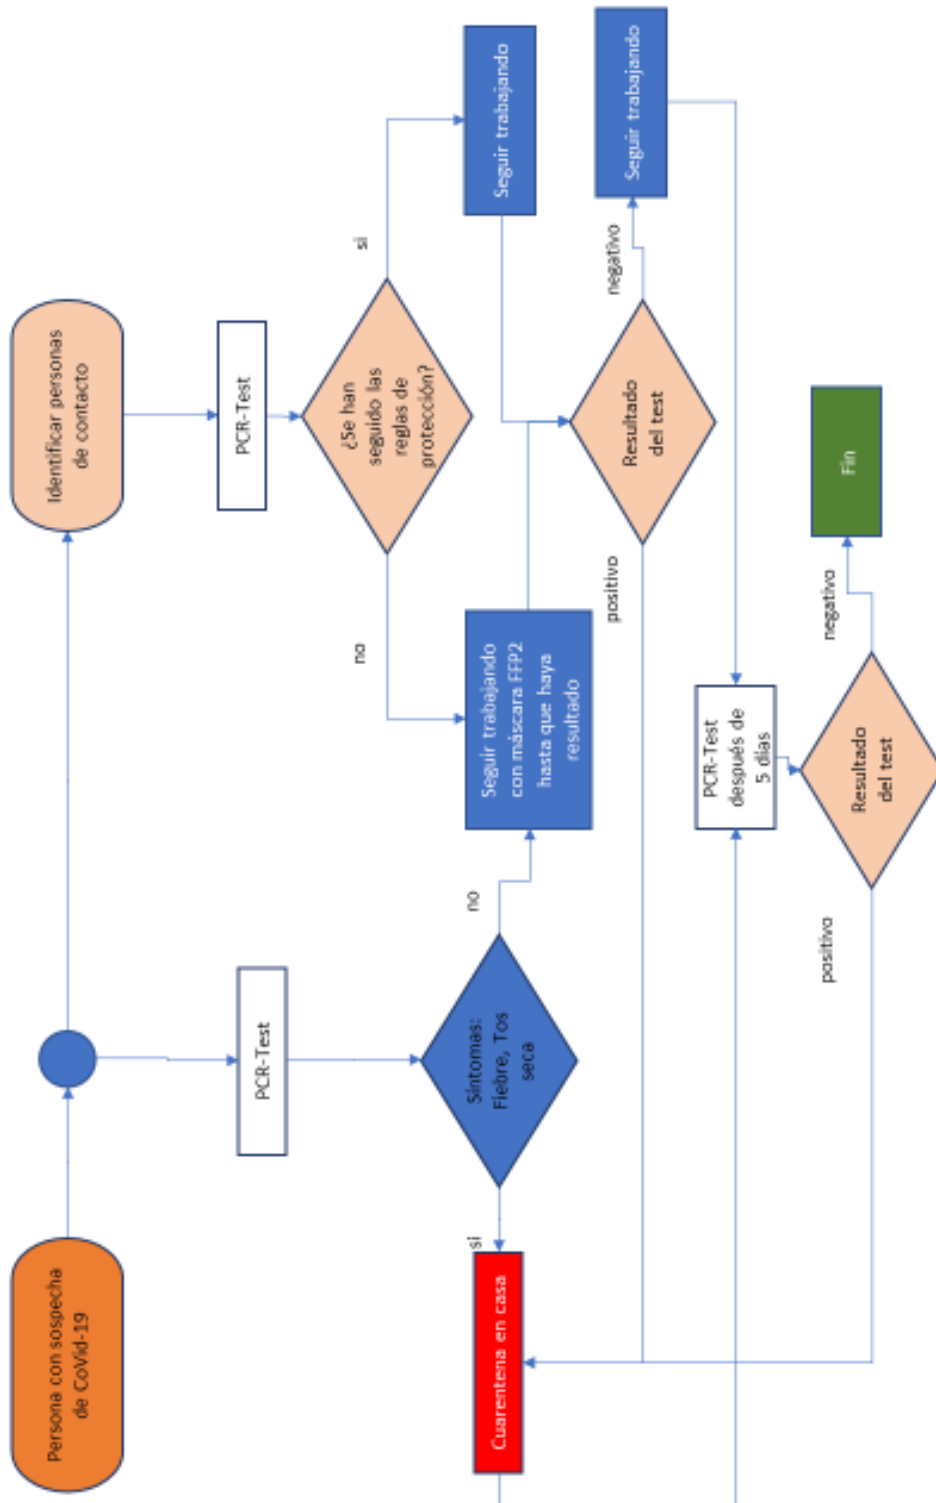 Persona con sospecha
de CoVid-19
Identificar personas
de contacto
PCR-Test
PCR-Test
Síntomas:
Fiebre, Tos
seca
¿Se han
seguido las
reglas de
protección?
si
no
no
si
Cuarentena en casa
Seguir trabajando
con máscara FFP2
hasta que haya
resultado
Seguir trabajando
Resultado
del test
positivo
negativo
Seguir trabajando
PCR-Test
después de
5 días
Resultado
del test
positivo
negativo
Fin